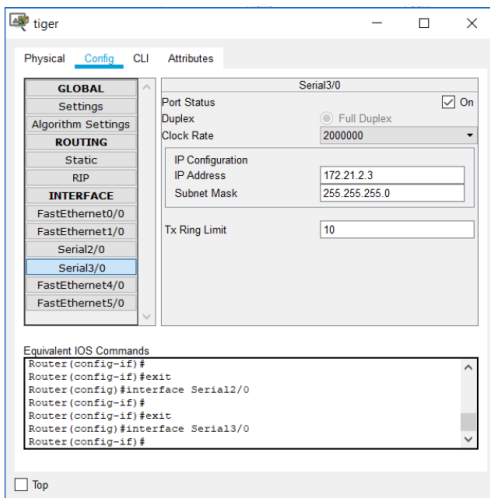 tiger
Physical Config CLI Attributes
GLOBAL
Settings
Algorithm Settings
ROUTING
Static
RIP
INTERFACE
FastEthernet0/0
FastEthernet1/0
Serial2/0
Serial3/0
FastEthernet4/0
FastEthernet5/0
Serial3/0
Port Status On
Duplex Full Duplex
Clock Rate 2000000
IP Configuration
IP Address 172.21.2.3
Subnet Mask 255.255.255.0
Tx Ring Limit 10
Equivalent IOS Commands
Router(config-if)#
Router(config-if)#exit
Router(config)#interface Serial2/0
Router(config-if)#
Router(config-if)#exit
Router(config)#interface Serial3/0
Router(config-if)#
Top